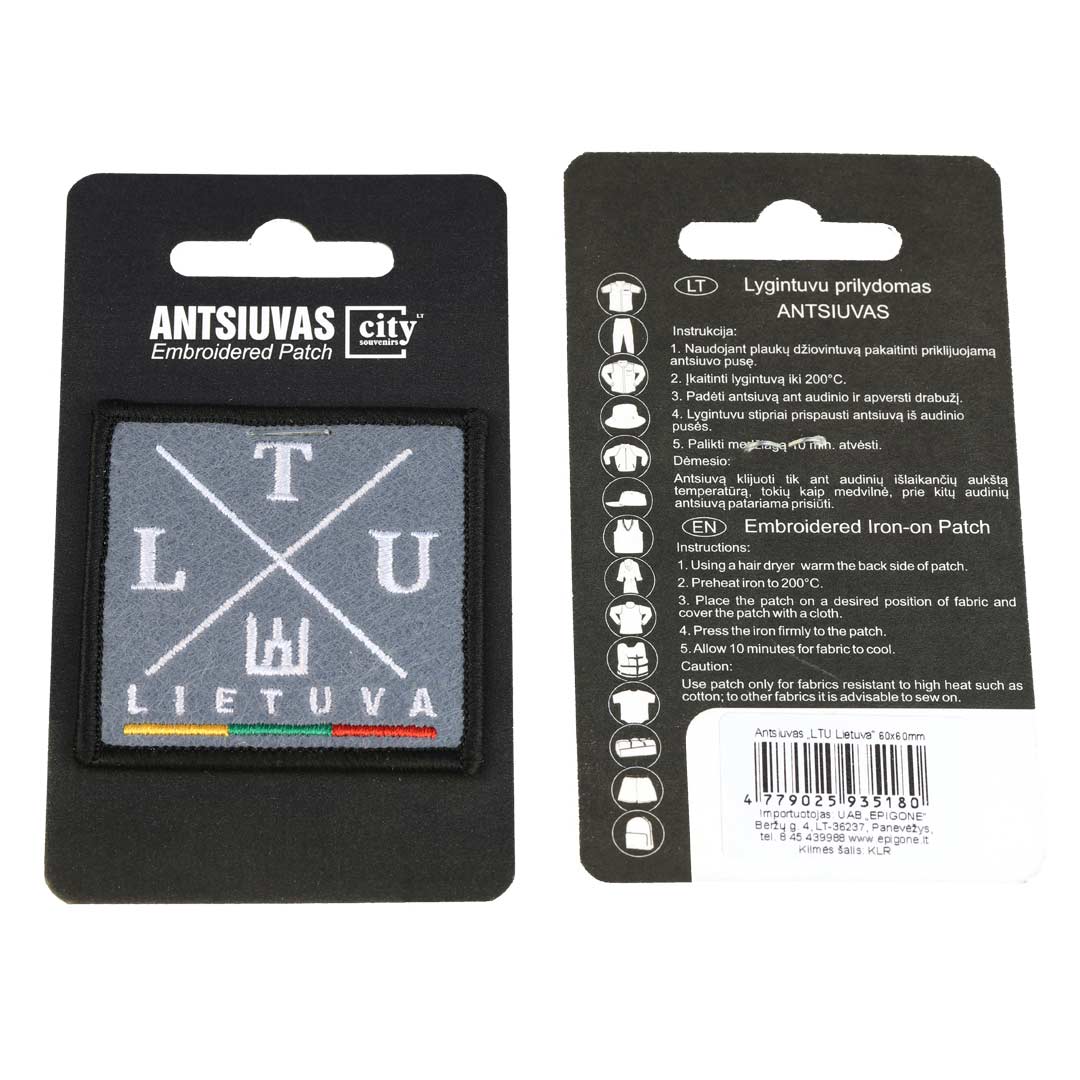 ANTSIUVAS
Embroidered Patch
city LT
souvenirs
T
L U
LIETUVA
LT Lygintuvu prilydomas
ANTSIUVAS
Instrukcija:
1. Naudojant plaukų džiovintuvą pakaitinti priklijuojamą
antsiuvo pusę.
2. Įkaitinti lygintuvą iki 200°C.
3. Padėti antsiuvą ant audinio ir apversti drabužį.
4. Lygintuvu stipriai prispausti antsiuvą iš audinio
pusės.
5. Palikti 10 min. atvėsti.
Dėmesio:
Antsiuvą klijuoti tik ant audinių išlaikančių aukštą
temperatūrą, tokių kaip medvilnė, prie kitų audinių
antsiuvą patariama prisiūti.
EN Embroidered Iron-on Patch
Instructions:
1. Using a hair dryer warm the back side of patch.
2. Preheat iron to 200°C.
3. Place the patch on a desired position of fabric and
cover the patch with a cloth.
4. Press the iron firmly to the patch.
5. Allow 10 minutes for fabric to cool.
Caution:
Use patch only for fabrics resistant to high heat such as
cotton; to other fabrics it is advisable to sew on.
Antsiuvas „LTU Lietuva" 60x60mm
4 779025 935180
Importuotojas: UAB „EPIGONE"
Beržų g. 4, LT-36237, Panevėžys,
tel. 8 45 439988 www.epigone.lt
Kilmės šalis: KLR